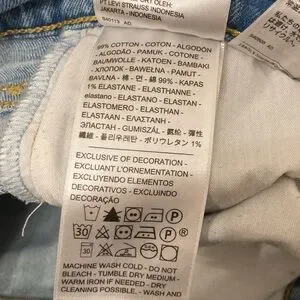 PT LEVI STRAUSS INDONESIA
JAKARTA - INDONESIA
99% COTTON - COTON - ALGODÓN
ALGODÃO - PAMUK - COTONE -
BAUMWOLLE - KATOEN - BAMBAKI
ХЛОПОК - BAWEŁNA - PAMUT -
BAVLNA - 棉 - 면 - 綿 99% - KAPAS
1% ELASTANE - ELASTHANNE -
elastano - ELASTAN - ELASTAN -
ELASTOMERO - ELASTHAN -
ELASTAAN - ΕΛΑΣΤΑΝΗ -
ЭЛАСТАН - GUMISZÁL - 氨纶 - 彈性
纖維 - 폴리우레탄 - ポリウレタン 1%
EXCLUSIVE OF DECORATION -
EXCLUANT L'ORNEMENTATION -
EXCLUYENDO ELEMENTOS
DECORATIVOS - EXCLUINDO
DECORAÇÃO
30
P
30
MACHINE WASH COLD - DO NOT
BLEACH - TUMBLE DRY MEDIUM -
WARM IRON IF NEEDED - DRY
CLEANING POSSIBLE - WASH AND